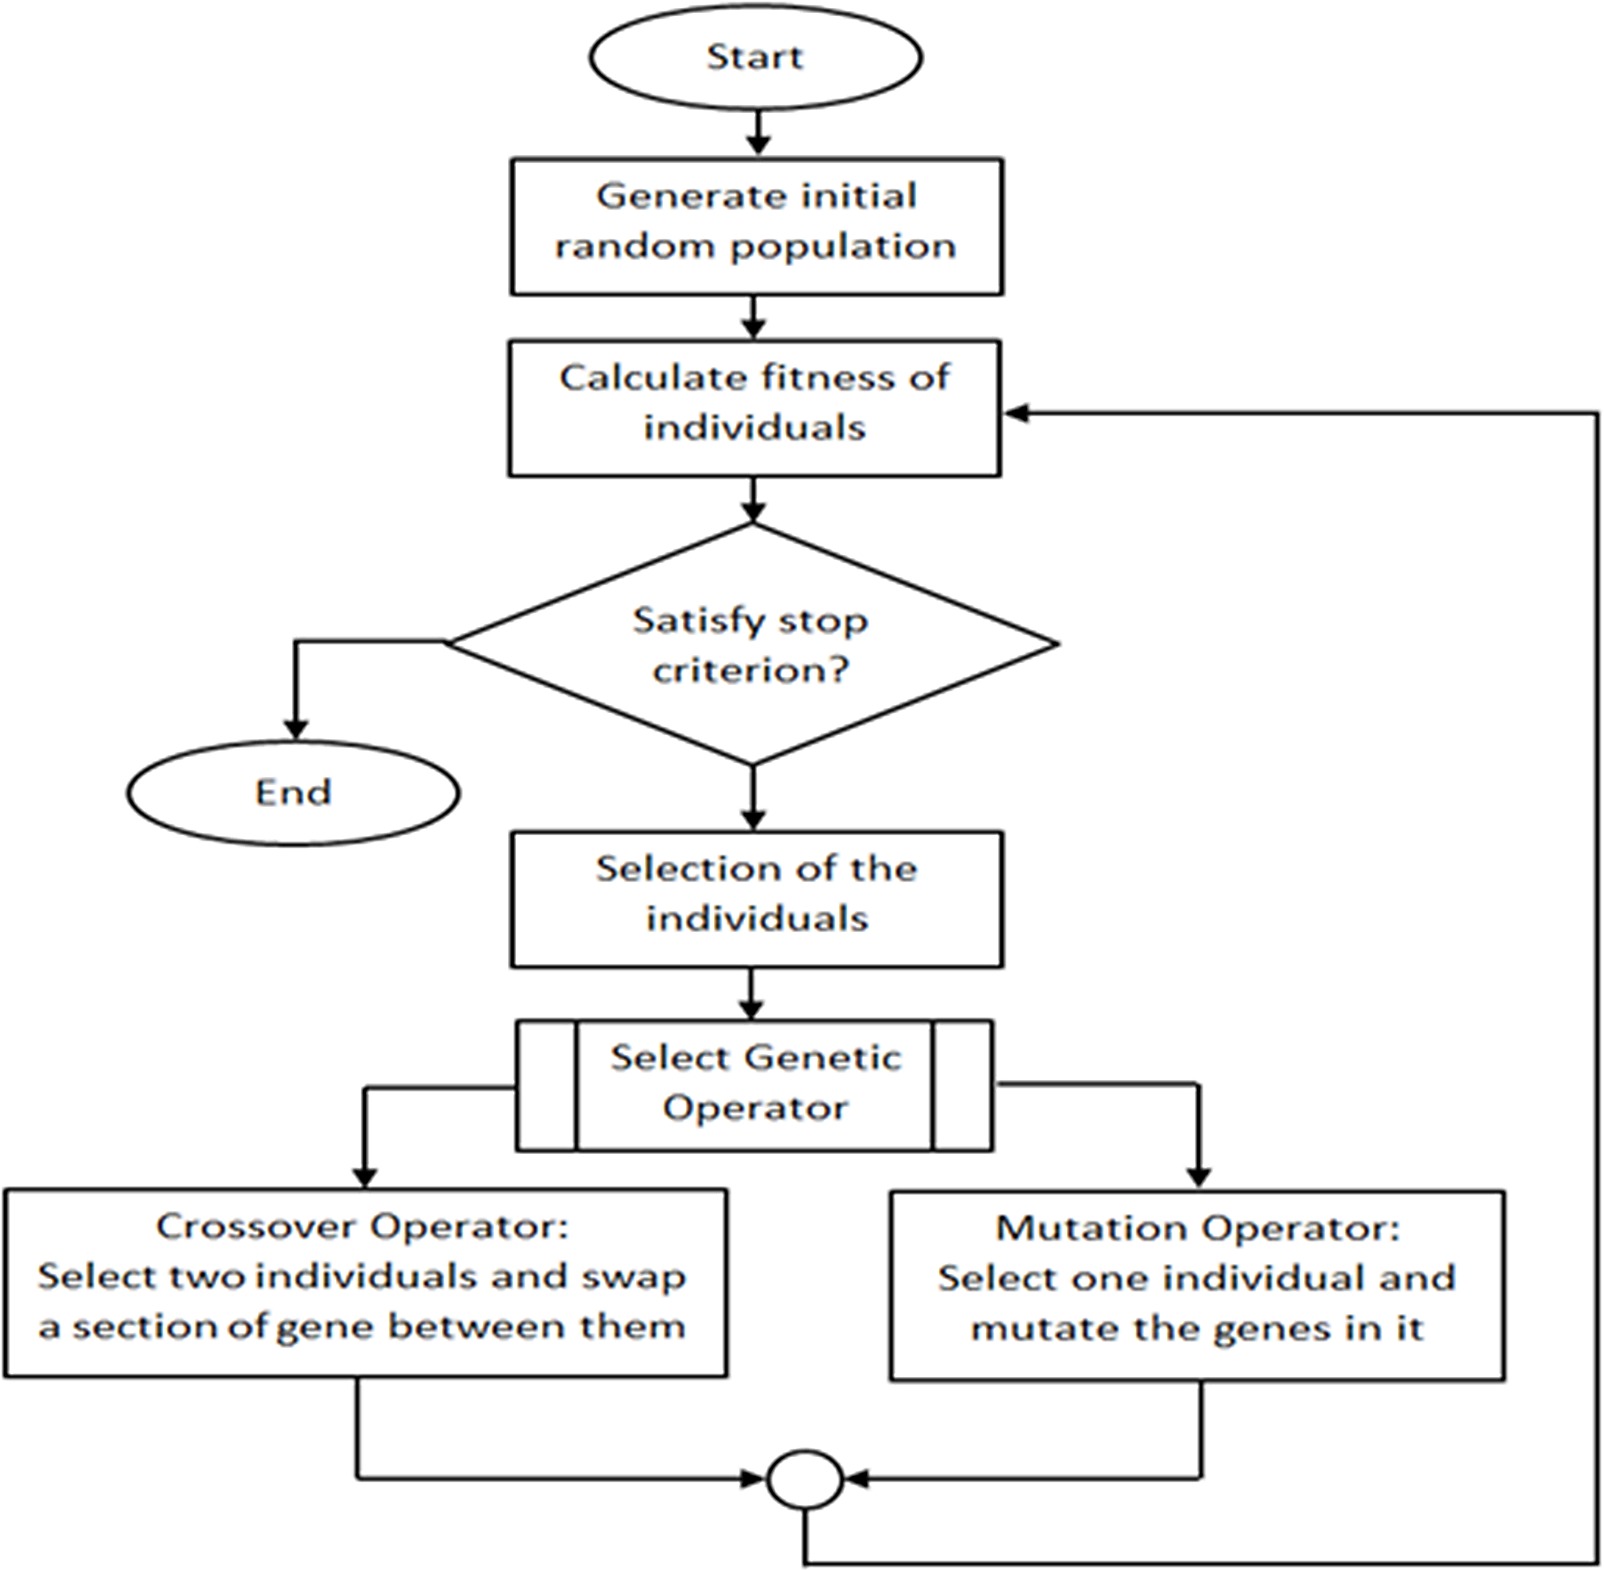 Start
Generate initial
random population
Calculate fitness of
individuals
Satisfy stop
criterion?
End
Selection of the
individuals
Select Genetic
Operator
Crossover Operator:
Select two individuals and swap
a section of gene between them
Mutation Operator:
Select one individual and
mutate the genes in it